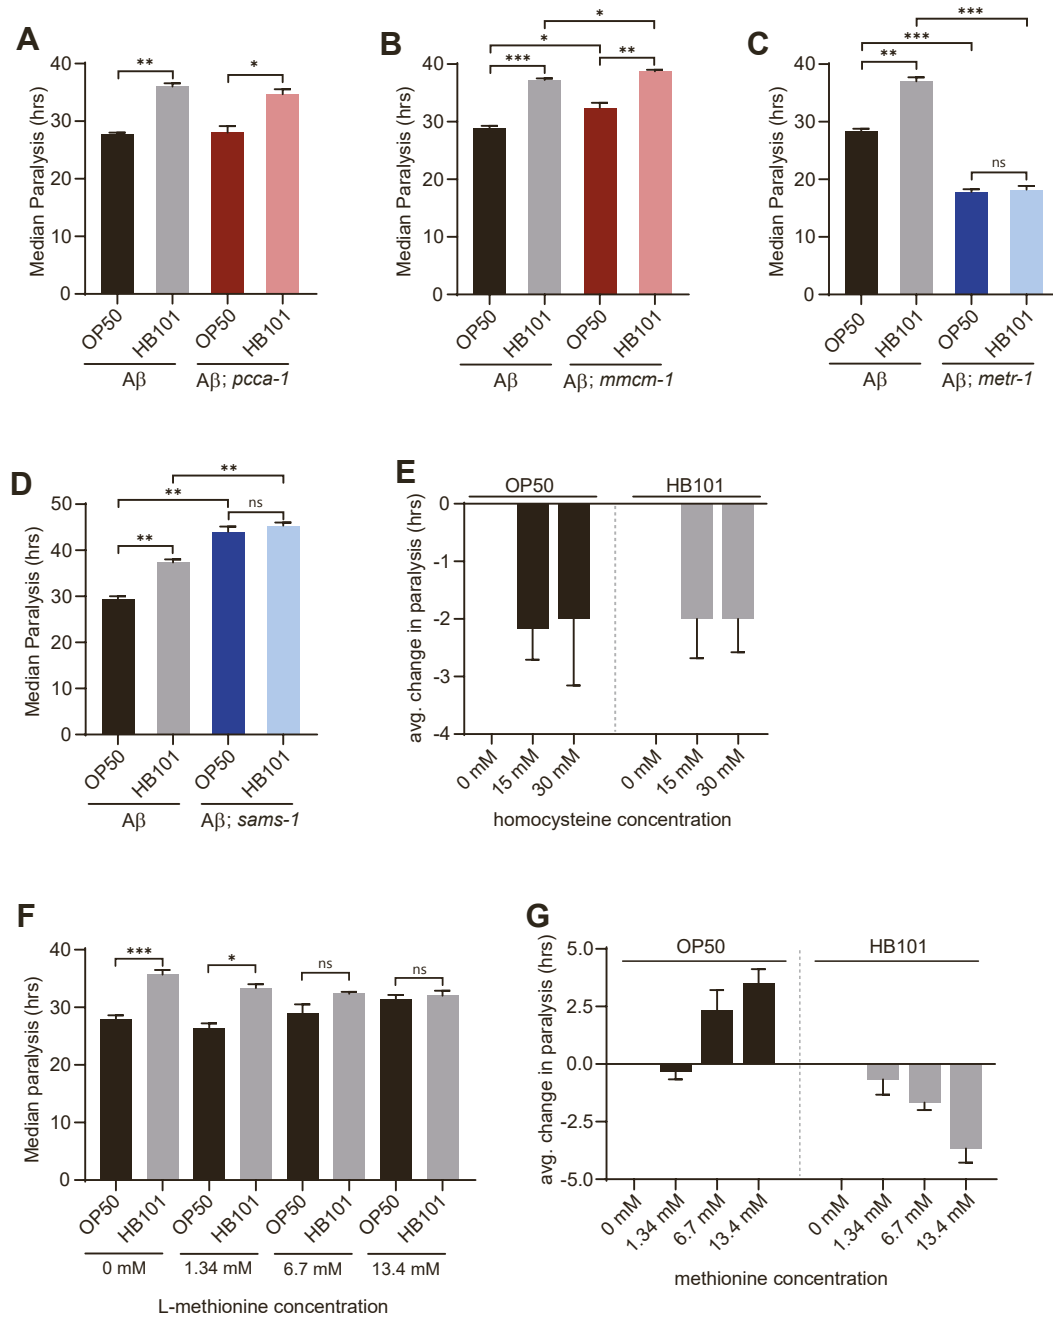 A
Median Paralysis (hrs)
40
30
20
10
0
**
*
OP50
HB101
OP50
HB101
Aβ
Aβ; pcca-1
B
Median Paralysis (hrs)
40
30
20
10
0
*
*
***
**
OP50
HB101
OP50
HB101
Aβ
Aβ; mmcm-1
C
Median Paralysis (hrs)
40
30
20
10
0
***
***
**
ns
OP50
HB101
OP50
HB101
Aβ
Aβ; metr-1
D
Median Paralysis (hrs)
50
40
30
20
10
0
**
**
ns
**
OP50
HB101
OP50
HB101
Aβ
Aβ; sams-1
E
avg. change in paralysis (hrs)
OP50
HB101
0
-1
-2
-3
-4
0 mM
15 mM
30 mM
0 mM
15 mM
30 mM
homocysteine concentration
F
Median paralysis (hrs)
40
30
20
10
0
***
*
ns
ns
OP50
HB101
OP50
HB101
OP50
HB101
OP50
HB101
0 mM
1.34 mM
6.7 mM
13.4 mM
L-methionine concentration
G
avg. change in paralysis (hrs)
OP50
HB101
5.0
2.5
0.0
-2.5
-5.0
0 mM
1.34 mM
6.7 mM
13.4 mM
0 mM
1.34 mM
6.7 mM
13.4 mM
methionine concentration